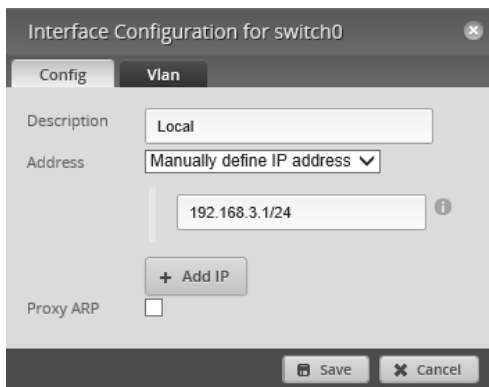 Interface Configuration for switch0
Config Vlan
Description Local
Address Manually define IP address
192.168.3.1/24
+ Add IP
Proxy ARP
Save Cancel